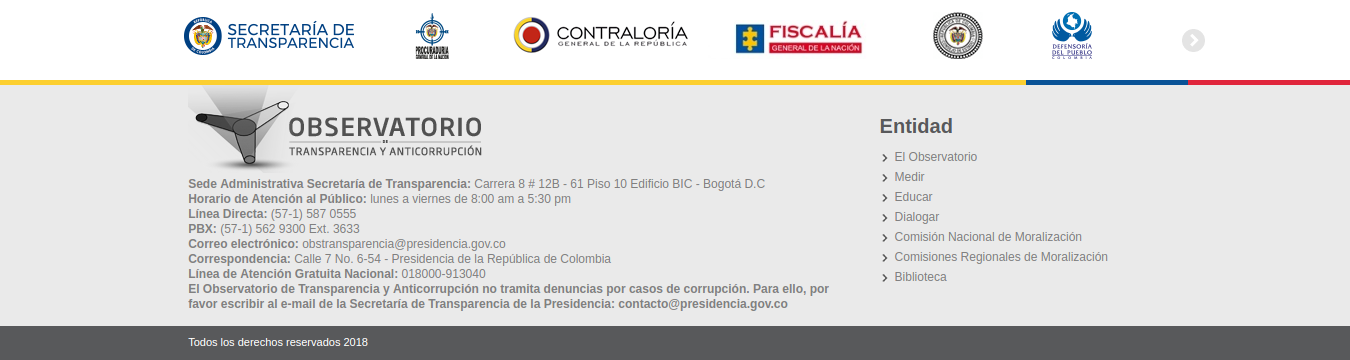 SECRETARÍA DE
TRANSPARENCIA
PROCURADURIA
GENERAL DE LA NACION
CONTRALORÍA
GENERAL DE LA REPÚBLICA
FISCALÍA
GENERAL DE LA NACIÓN
DEFENSORÍA
DEL PUEBLO
COLOMBIA
OBSERVATORIO
DE
TRANSPARENCIA Y ANTICORRUPCIÓN
Sede Administrativa Secretaría de Transparencia: Carrera 8 # 12B - 61 Piso 10 Edificio BIC - Bogotá D.C
Horario de Atención al Público: lunes a viernes de 8:00 am a 5:30 pm
Línea Directa: (57-1) 587 0555
PBX: (57-1) 562 9300 Ext. 3633
Correo electrónico: obstransparencia@presidencia.gov.co
Correspondencia: Calle 7 No. 6-54 - Presidencia de la República de Colombia
Línea de Atención Gratuita Nacional: 018000-913040
El Observatorio de Transparencia y Anticorrupción no tramita denuncias por casos de corrupción. Para ello, por
favor escribir al e-mail de la Secretaría de Transparencia de la Presidencia: contacto@presidencia.gov.co
Entidad
El Observatorio
Medir
Educar
Dialogar
Comisión Nacional de Moralización
Comisiones Regionales de Moralización
Biblioteca
Todos los derechos reservados 2018